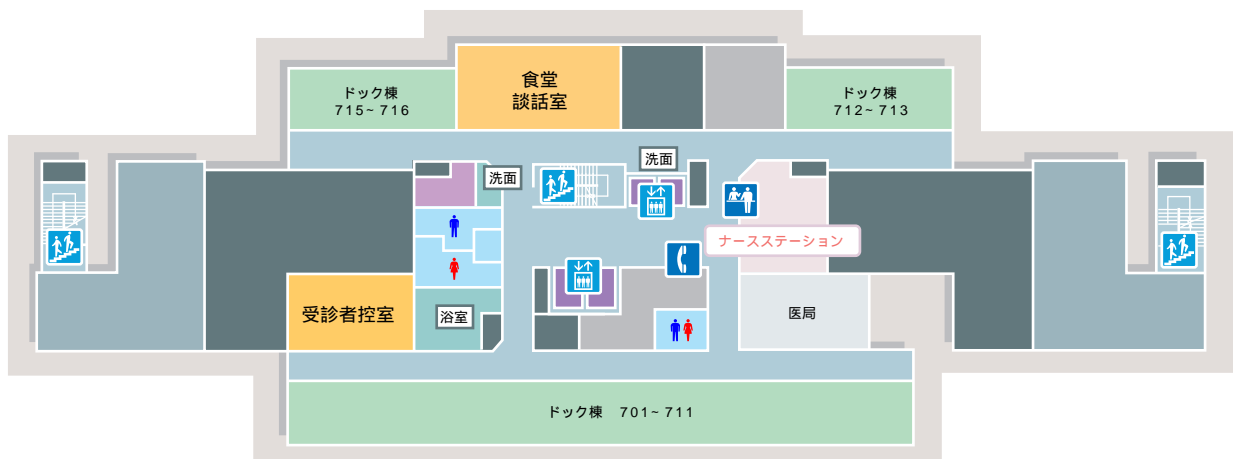 ドック棟
715~716
食堂
談話室
ドック棟
712~713
洗面
洗面
ナースステーション
受診者控室
浴室
医局
ドック棟 701~711